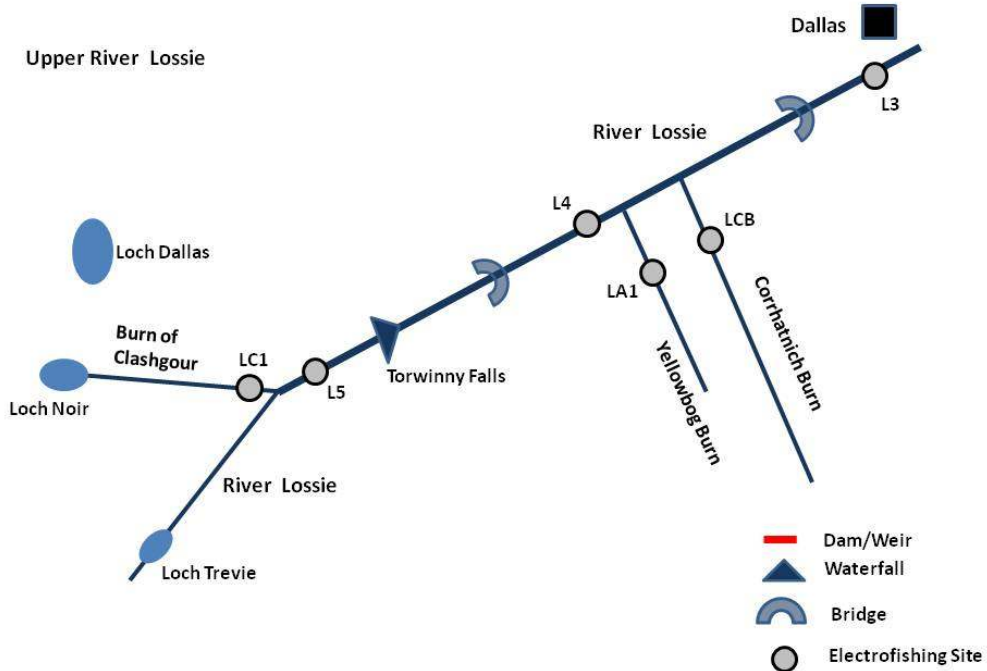 Dallas
Upper River Lossie
L3
River Lossie
L4
LCB
Loch Dallas
LA1
Corrhatnich Burn
Burn of
Clashgour
LC1
Torwinny Falls
L5
Yellowbog Burn
Loch Noir
River Lossie
Loch Trevie
Dam/Weir
Waterfall
Bridge
Electrofishing Site